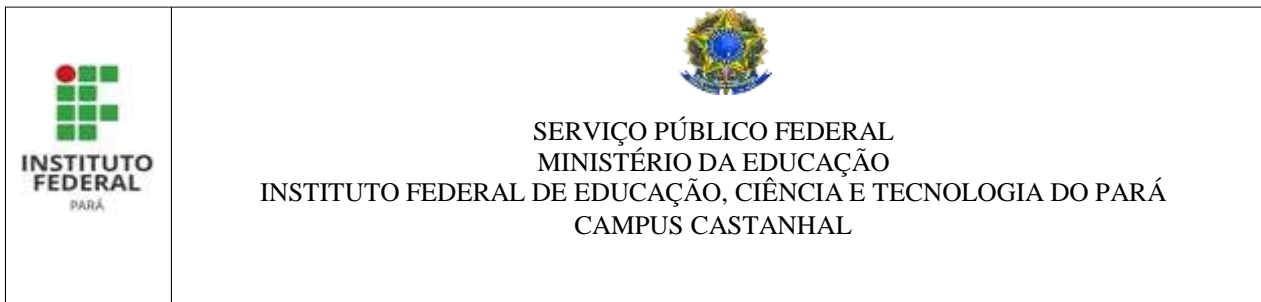 INSTITUTO
FEDERAL
PARÁ
SERVIÇO PÚBLICO FEDERAL
MINISTÉRIO DA EDUCAÇÃO
INSTITUTO FEDERAL DE EDUCAÇÃO, CIÊNCIA E TECNOLOGIA DO PARÁ
CAMPUS CASTANHAL